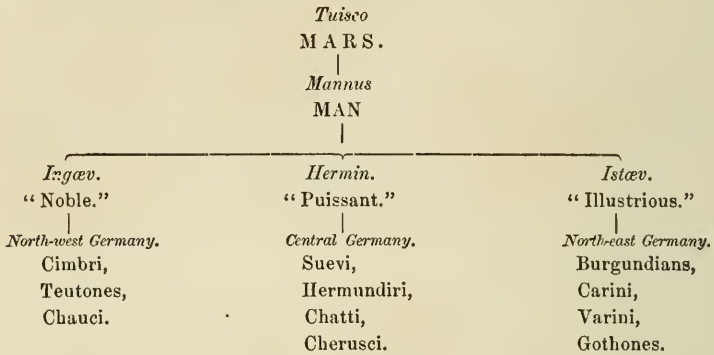 Tuisco
MARS.
Mannus
MAN
Ingæv. Hermin. Istæv.
“Noble.” “Puissant.” “Illustrious.”
North-west Germany. Central Germany. North-east Germany.
Cimbri, Suevi, Burgundians,
Teutones, Hermundiri, Carini,
Chauci. Chatti, Varini,
Cherusci. Gothones.